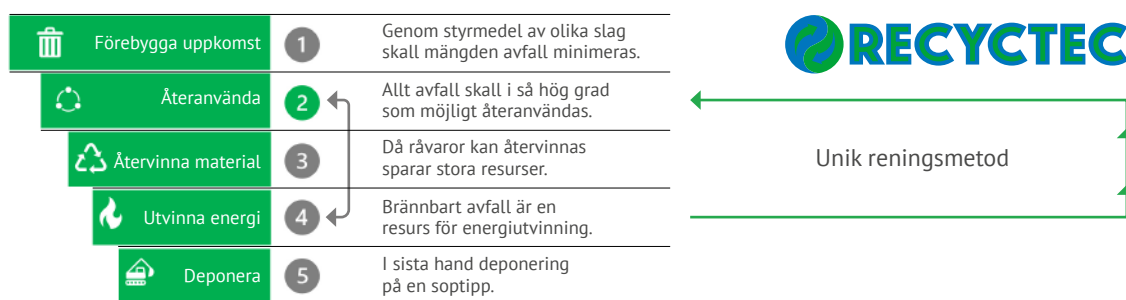 Förebygga uppkomst
1
Genom styrmedel av olika slag
skall mängden avfall minimeras.
Återanvända
2
Allt avfall skall i så hög grad
som möjligt återanvändas.
Återvinna material
3
Då råvaror kan återvinnas
sparar stora resurser.
Utvinna energi
4
Brännbart avfall är en
resurs för energiutvinning.
Deponera
5
I sista hand deponering
på en soptipp.
RECYCTEC
Unik reningsmetod